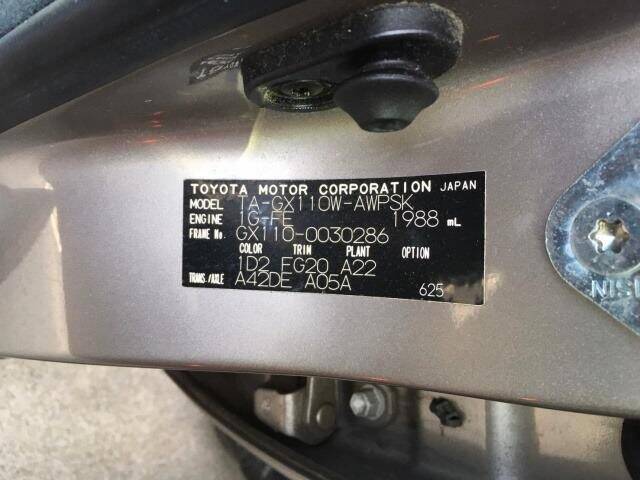 TOYOTA MOTOR CORPORATION JAPAN
MODEL TA-GX110W-AWPSK
ENGINE 1G-FE 1988 mL
FRAME No. GX110-0030286
COLOR TRIM PLANT OPTION
1D2 FG20 A22
TRANS./AXLE A42DE A05A 625